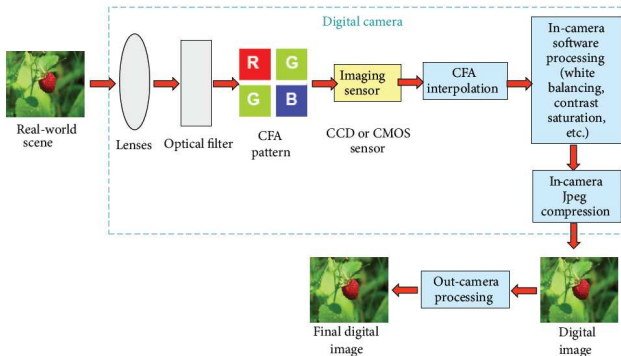 Digital camera
Real-world
scene
Lenses
Optical filter
R G
G B
CFA
pattern
Imaging
sensor
CCD or CMOS
sensor
CFA
interpolation
In-camera
software
processing
(white
balancing,
contrast
saturation,
etc.)
In-camera
Jpeg
compression
Digital
image
Out-camera
processing
Final digital
image